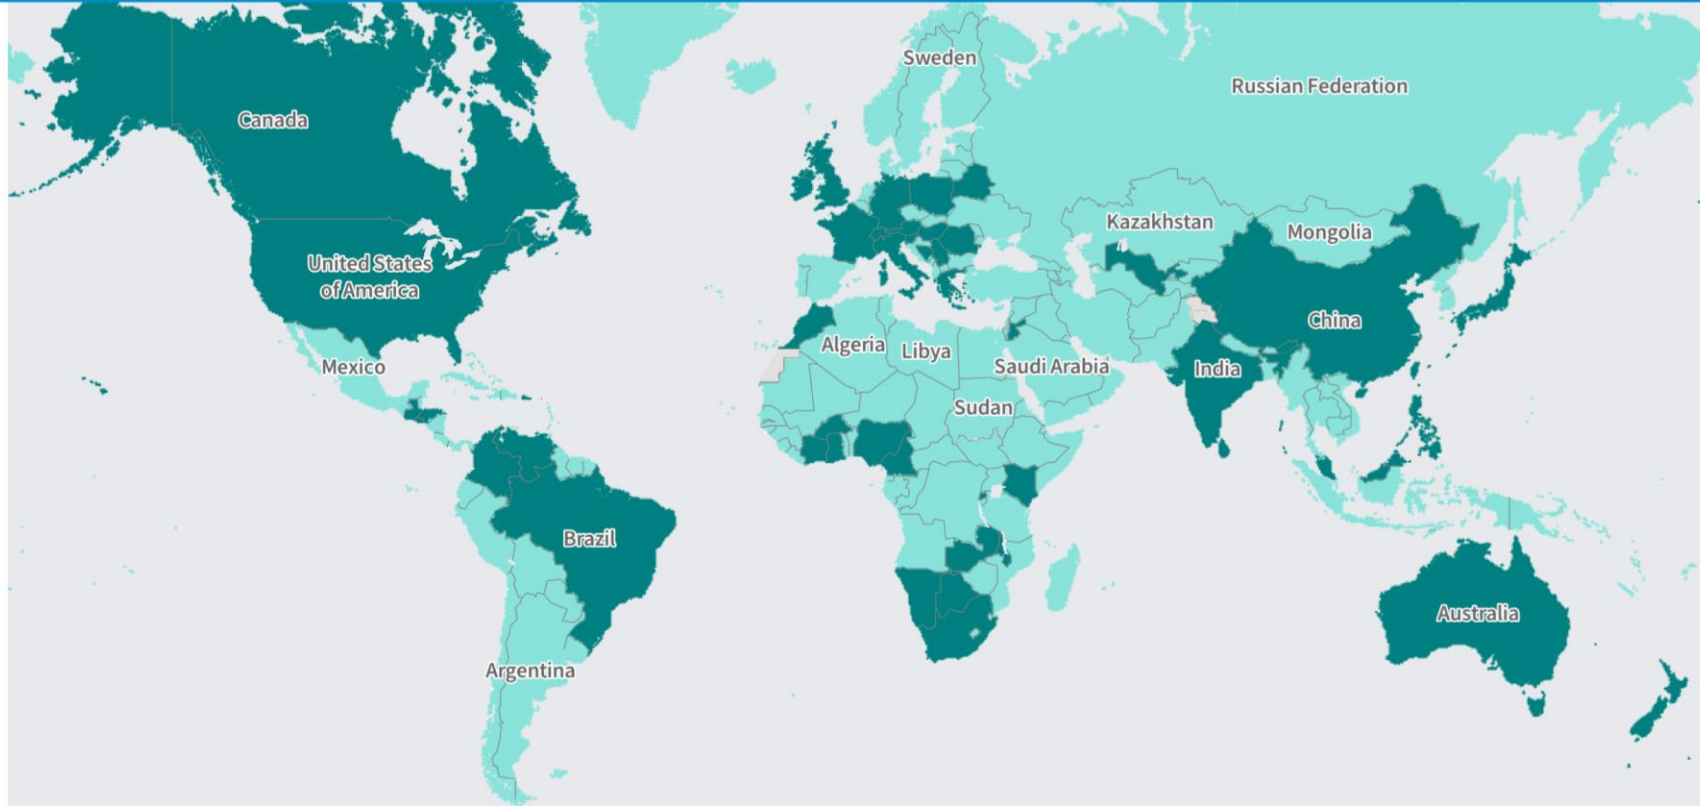 Sweden
Russian Federation
Canada
Kazakhstan
Mongolia
United States
of America
China
Algeria
Libya
Mexico
Saudi Arabia
India
Sudan
Brazil
Australia
Argentina